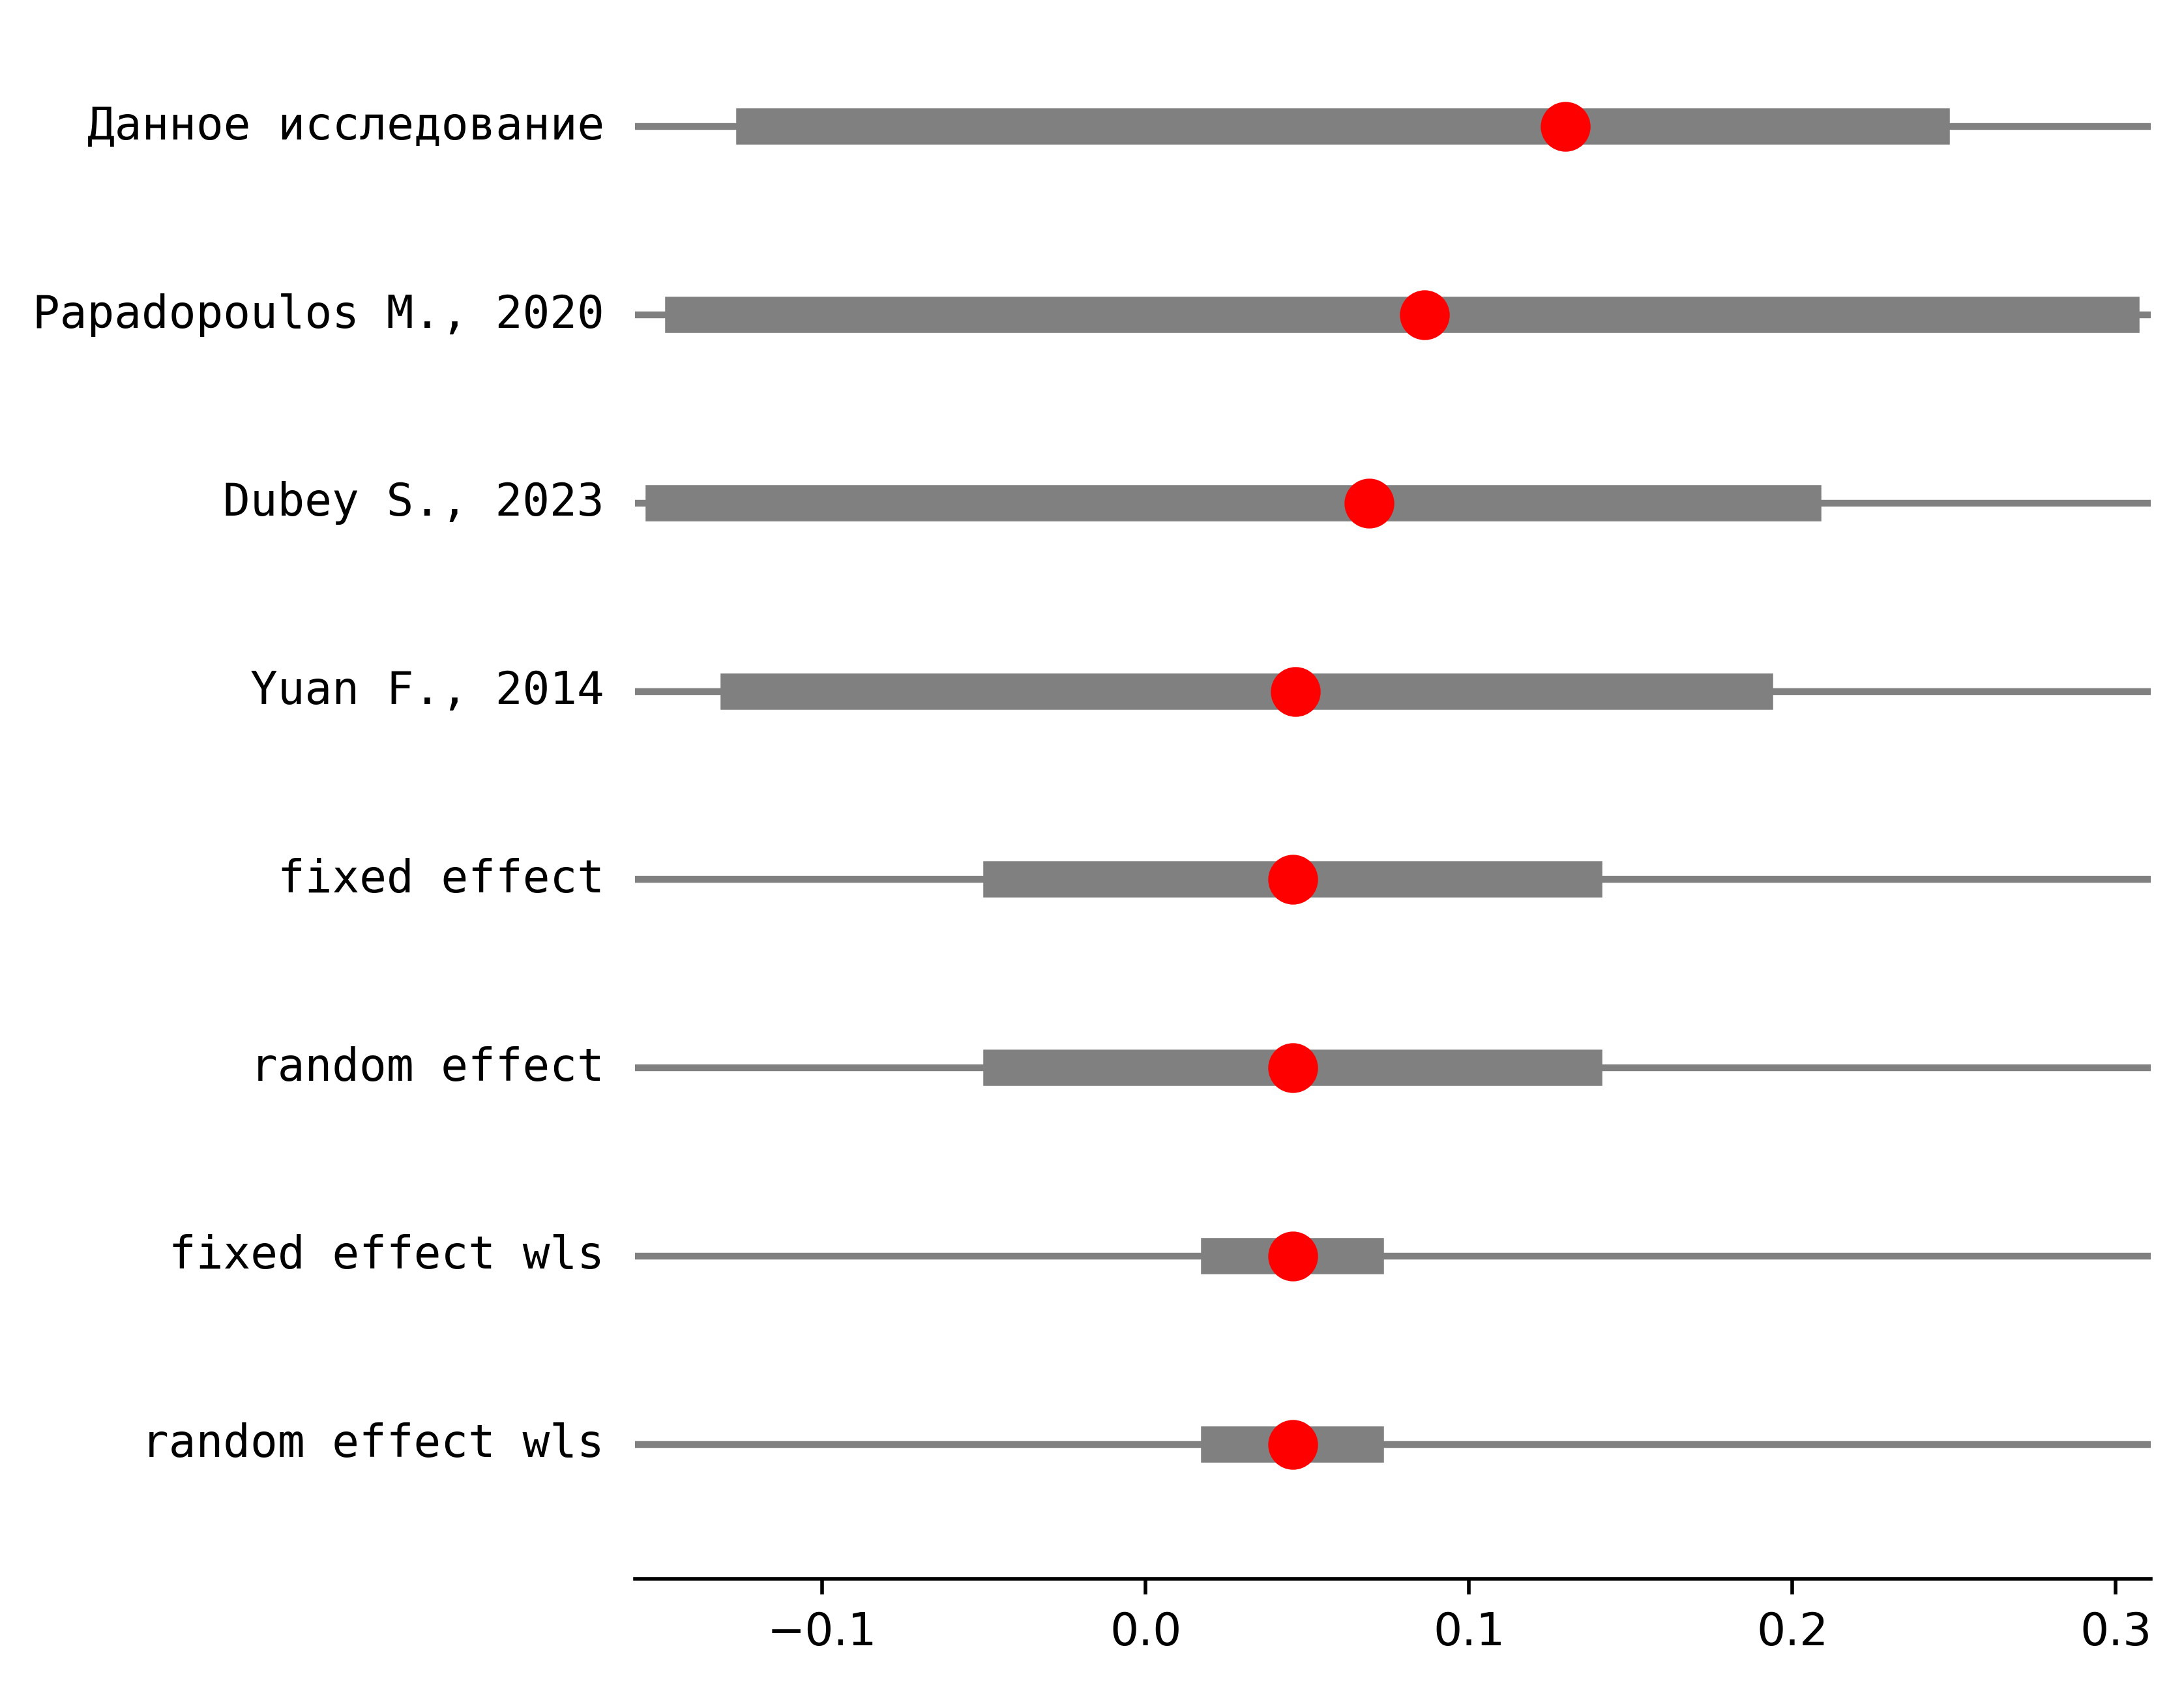 Данное исследование
Papadopoulos M., 2020
Dubey S., 2023
Yuan F., 2014
fixed effect
random effect
fixed effect wls
random effect wls
−0.1 0.0 0.1 0.2 0.3